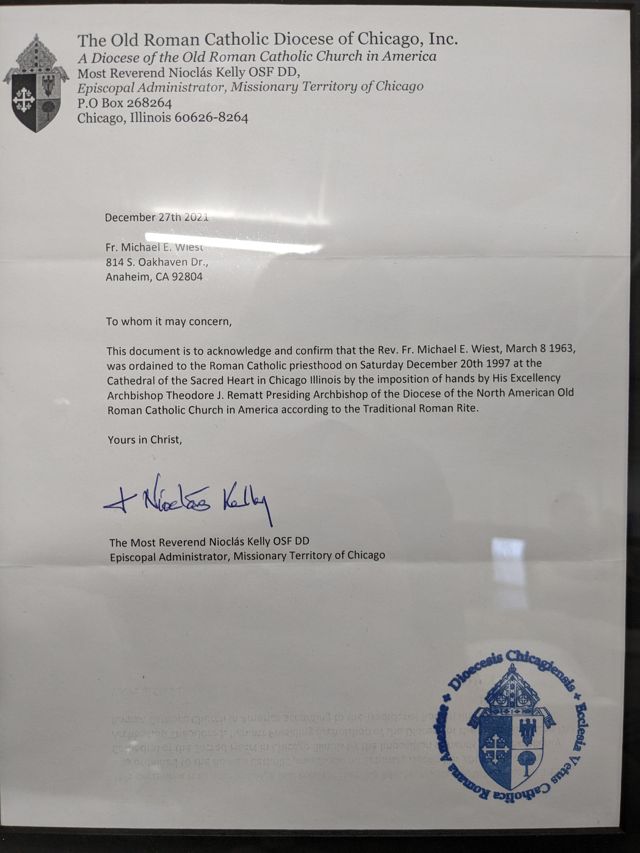 The Old Roman Catholic Diocese of Chicago, Inc.
A Diocese of the Old Roman Catholic Church in America
Most Reverend Nioclás Kelly OSF DD,
Episcopal Administrator, Missionary Territory of Chicago
P.O Box 268264
Chicago, Illinois 60626-8264
December 27th 2021
Fr. Michael E. Wiest
814 S. Oakhaven Dr.,
Anaheim, CA 92804
To whom it may concern,
This document is to acknowledge and confirm that the Rev. Fr. Michael E. Wiest, March 8 1963,
was ordained to the Roman Catholic priesthood on Saturday December 20th 1997 at the
Cathedral of the Sacred Heart in Chicago Illinois by the imposition of hands by His Excellency
Archbishop Theodore J. Rematt Presiding Archbishop of the Diocese of the North American Old
Roman Catholic Church in America according to the Traditional Roman Rite.
Yours in Christ,
+ Nioclás Kelly
The Most Reverend Nioclás Kelly OSF DD
Episcopal Administrator, Missionary Territory of Chicago
Dioecesis Chicagiensis + Ecclesia Vetus Catholica Romana Americae +